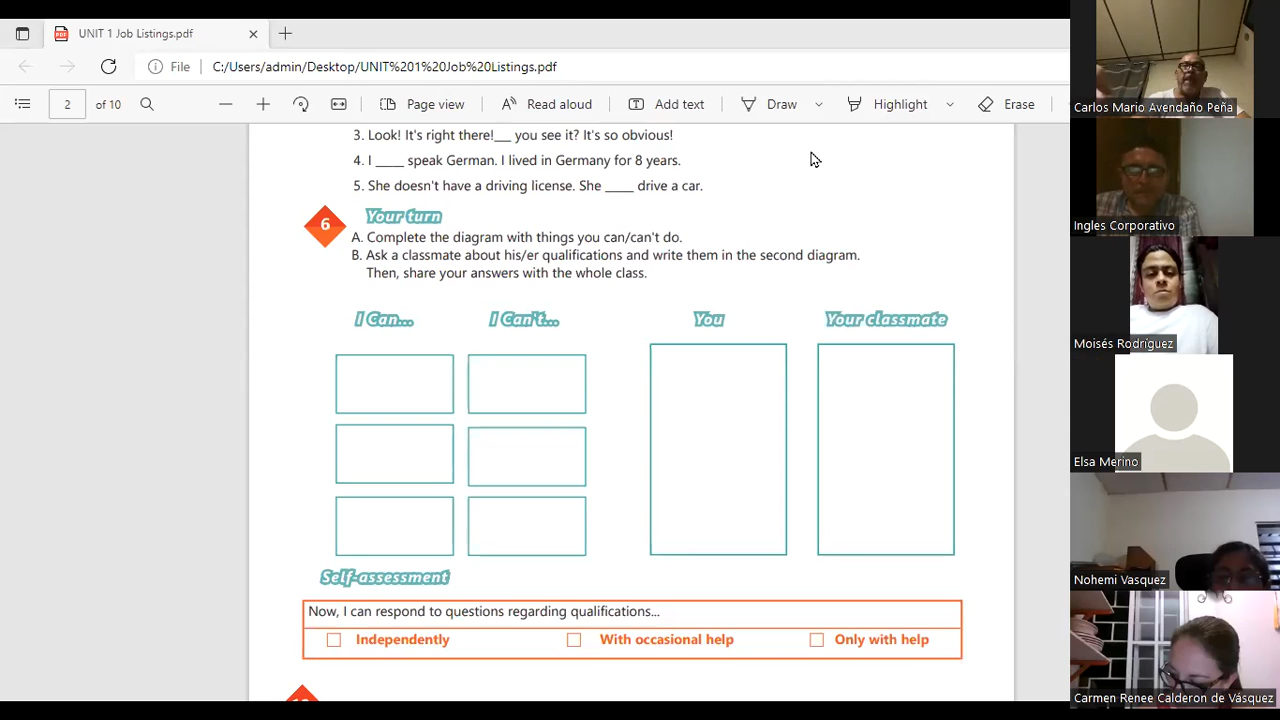 UNIT 1 Job Listings.pdf
File
C:/Users/admin/Desktop/UNIT%201%20Job%20Listings.pdf
2 of 10
Page view
Read aloud
Add text
Draw
Highlight
Erase
3. Look! It's right there!__ you see it? It's so obvious!
4. I ____ speak German. I lived in Germany for 8 years.
5. She doesn't have a driving license. She ____ drive a car.
6
Your turn
A. Complete the diagram with things you can/can't do.
B. Ask a classmate about his/er qualifications and write them in the second diagram.
Then, share your answers with the whole class.
I Can...
I Can't...
You
Your classmate
Self-assessment
Now, I can respond to questions regarding qualifications...
Independently
With occasional help
Only with help
Carlos Mario Avendaño Peña
Ingles Corporativo
Moisés Rodríguez
Elsa Merino
Nohemi Vasquez
Carmen Renee Calderon de Vásquez